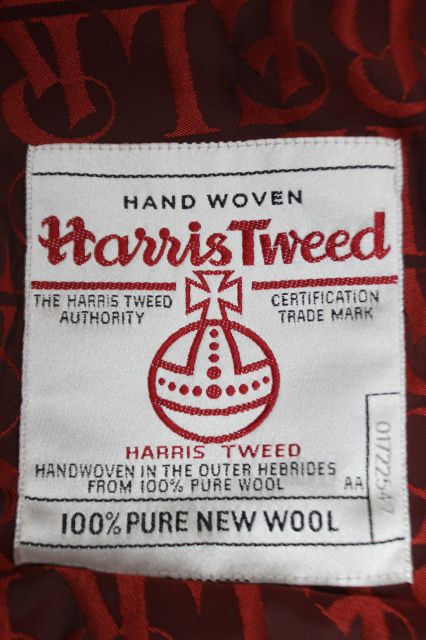 HAND WOVEN
Harris Tweed
THE HARRIS TWEED AUTHORITY
CERTIFICATION TRADE MARK
HARRIS TWEED
HANDWOVEN IN THE OUTER HEBRIDES
FROM 100% PURE WOOL
AA
01722547
100% PURE NEW WOOL